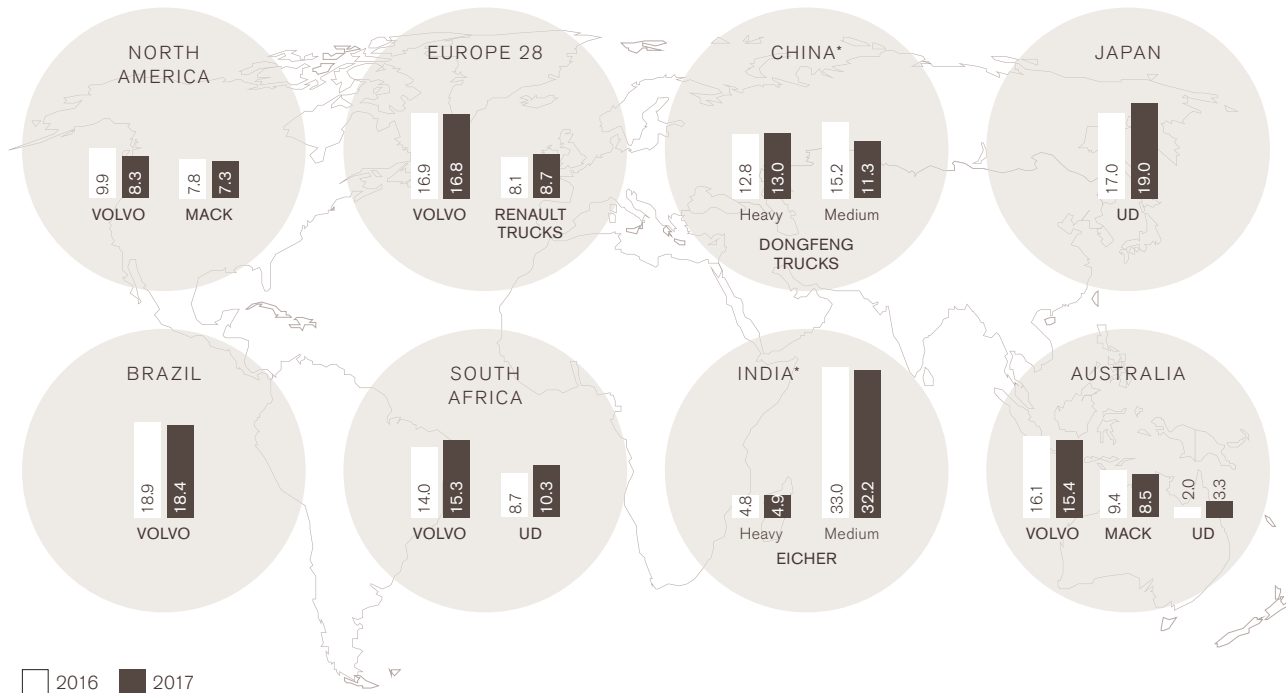 NORTH
AMERICA
9.9
8.3
7.8
7.3
VOLVO
MACK
EUROPE 28
16.9
16.8
8.1
8.7
VOLVO
RENAULT
TRUCKS
CHINA*
12.8
13.0
15.2
11.3
Heavy
Medium
DONGFENG
TRUCKS
JAPAN
17.0
19.0
UD
BRAZIL
18.9
18.4
VOLVO
SOUTH
AFRICA
14.0
15.3
8.7
10.3
VOLVO
UD
INDIA*
4.8
4.9
33.0
32.2
Heavy
Medium
EICHER
AUSTRALIA
16.1
15.4
9.4
8.5
2.0
3.3
VOLVO
MACK
UD
2016
2017